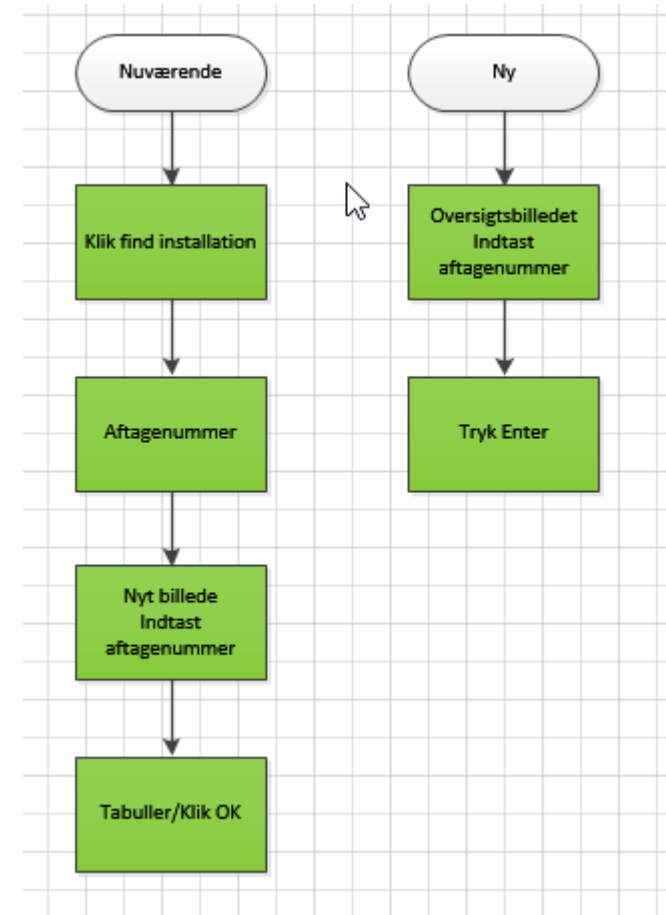 Nuværende
Klik find installation
Aftagenummer
Nyt billede
Indtast
aftagenummer
Tabuller/Klik OK
Ny
Oversigtsbilledet
Indtast
aftagenummer
Tryk Enter